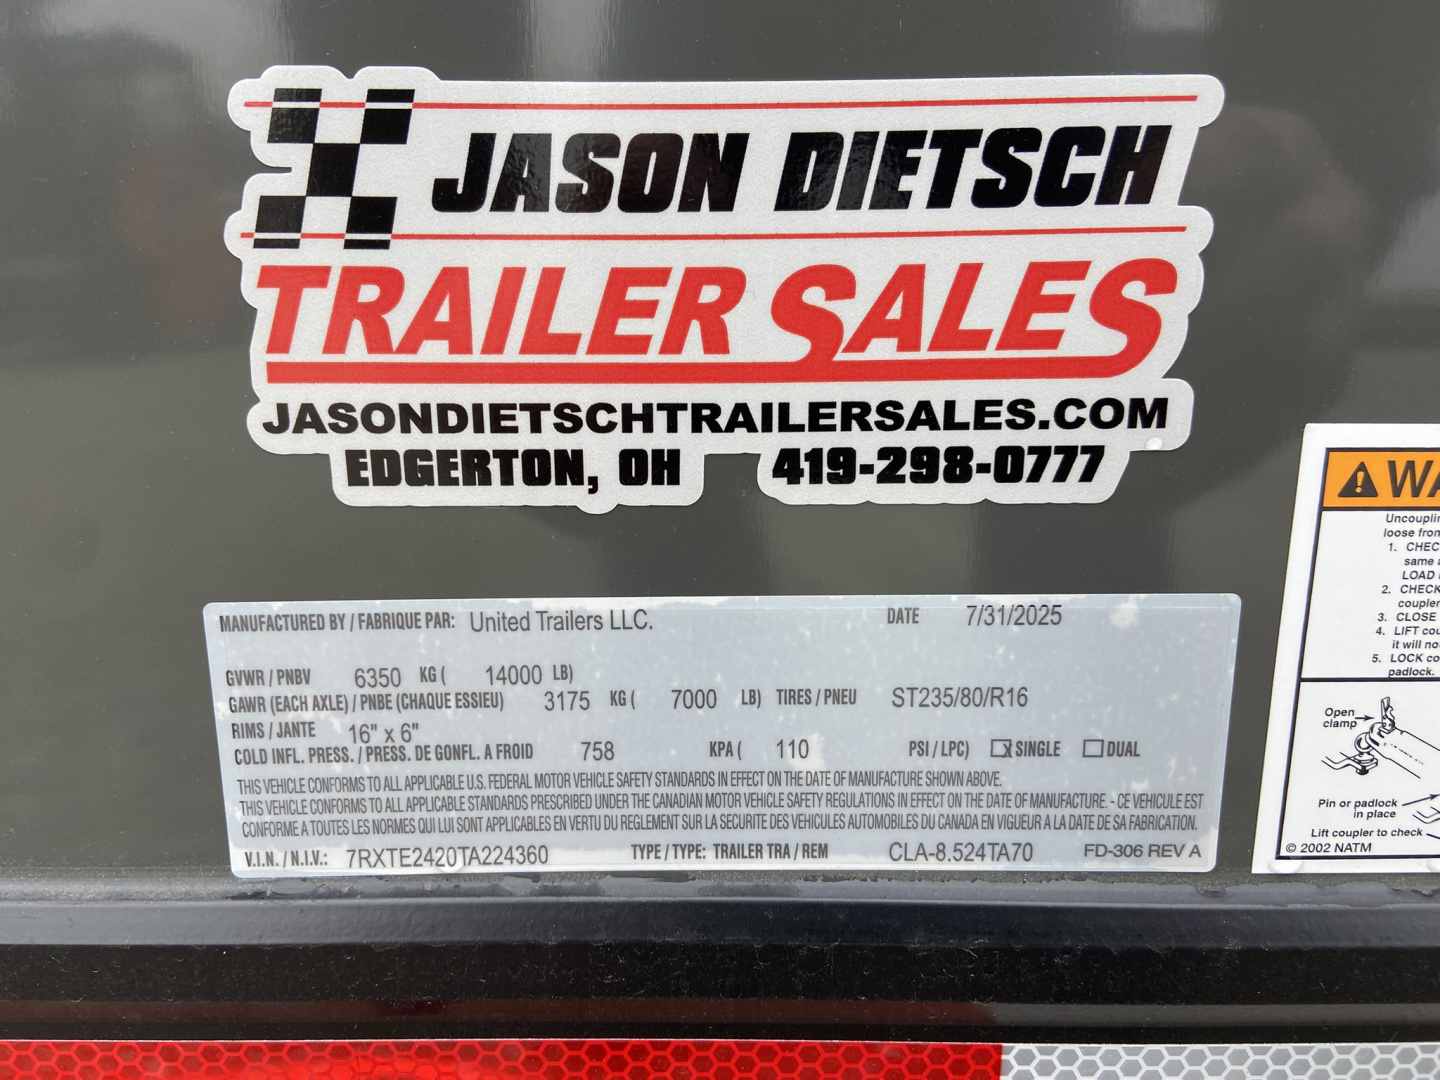 JASON DIETSCH
TRAILER SALES
JASONDIETSCHTRAILERSALES.COM
EDGERTON, OH 419-298-0777
MANUFACTURED BY / FABRIQUE PAR: United Trailers LLC. DATE 7/31/2025
GVWR / PNBV 6350 KG ( 14000 LB)
GAWR (EACH AXLE) / PNBE (CHAQUE ESSIEU) 3175 KG ( 7000 LB) TIRES / PNEU ST235/80/R16
RIMS / JANTE 16" x 6"
COLD INFL. PRESS. / PRESS. DE GONFL. A FROID 758 KPA ( 110 PSI / LPC) X SINGLE DUAL
THIS VEHICLE CONFORMS TO ALL APPLICABLE U.S. FEDERAL MOTOR VEHICLE SAFETY STANDARDS IN EFFECT ON THE DATE OF MANUFACTURE SHOWN ABOVE.
THIS VEHICLE CONFORMS TO ALL APPLICABLE STANDARDS PRESCRIBED UNDER THE CANADIAN MOTOR VEHICLE SAFETY REGULATIONS IN EFFECT ON THE DATE OF MANUFACTURE. - CE VEHICULE EST
CONFORME A TOUTES LES NORMES QUI LUI SONT APPLICABLES EN VERTU DU REGLEMENT SUR LA SECURITE DES VEHICULES AUTOMOBILES DU CANADA EN VIGUEUR A LA DATE DE SA FABRICATION.
V.I.N. / N.I.V.: 7RXTE2420TA224360 TYPE / TYPE: TRAILER TRA / REM CLA-8.524TA70 FD-306 REV A
WA
Uncouplin
loose from
1. CHEC
same a
LOAD
2. CHECK
coupler
3. CLOSE
4. LIFT cou
it will no
5. LOCK co
padlock.
Open
clamp
Pin or padlock
in place
Lift coupler to check
© 2002 NATM